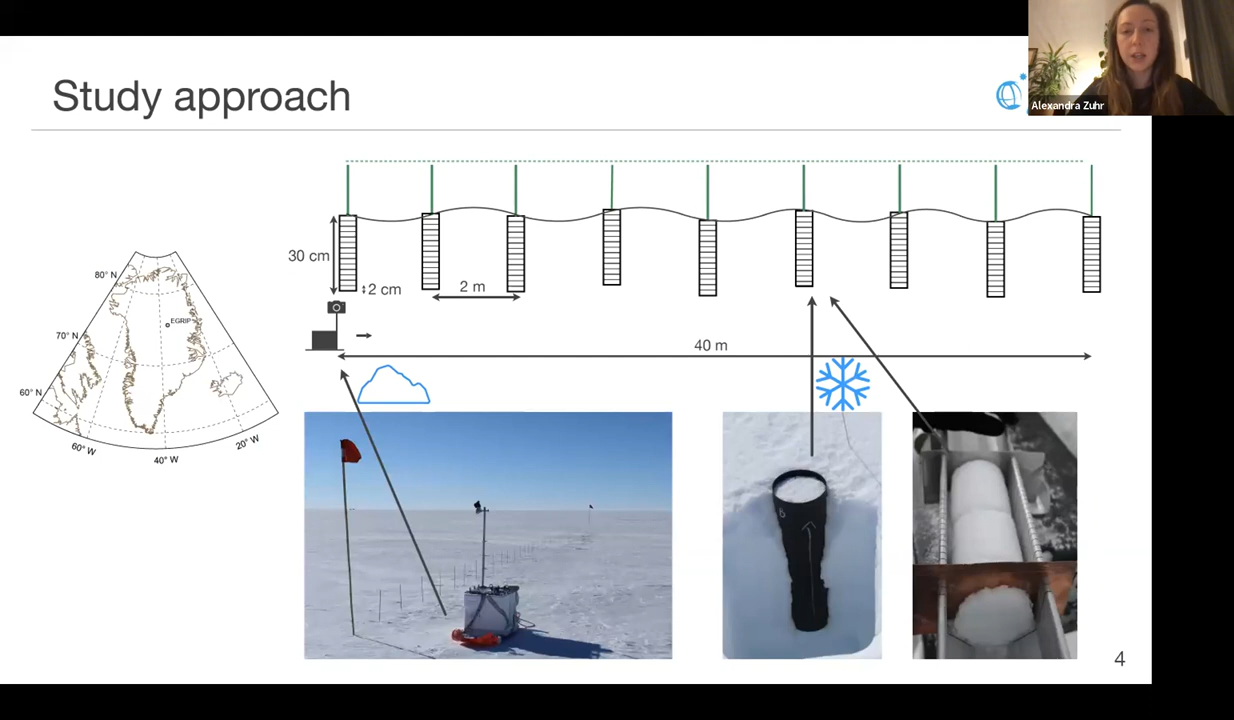 Study approach
Alexandra Zuhr
30 cm
2 cm
2 m
40 m
80° N
70° N
60° N
EGRIP
60° W
40° W
20° W
4